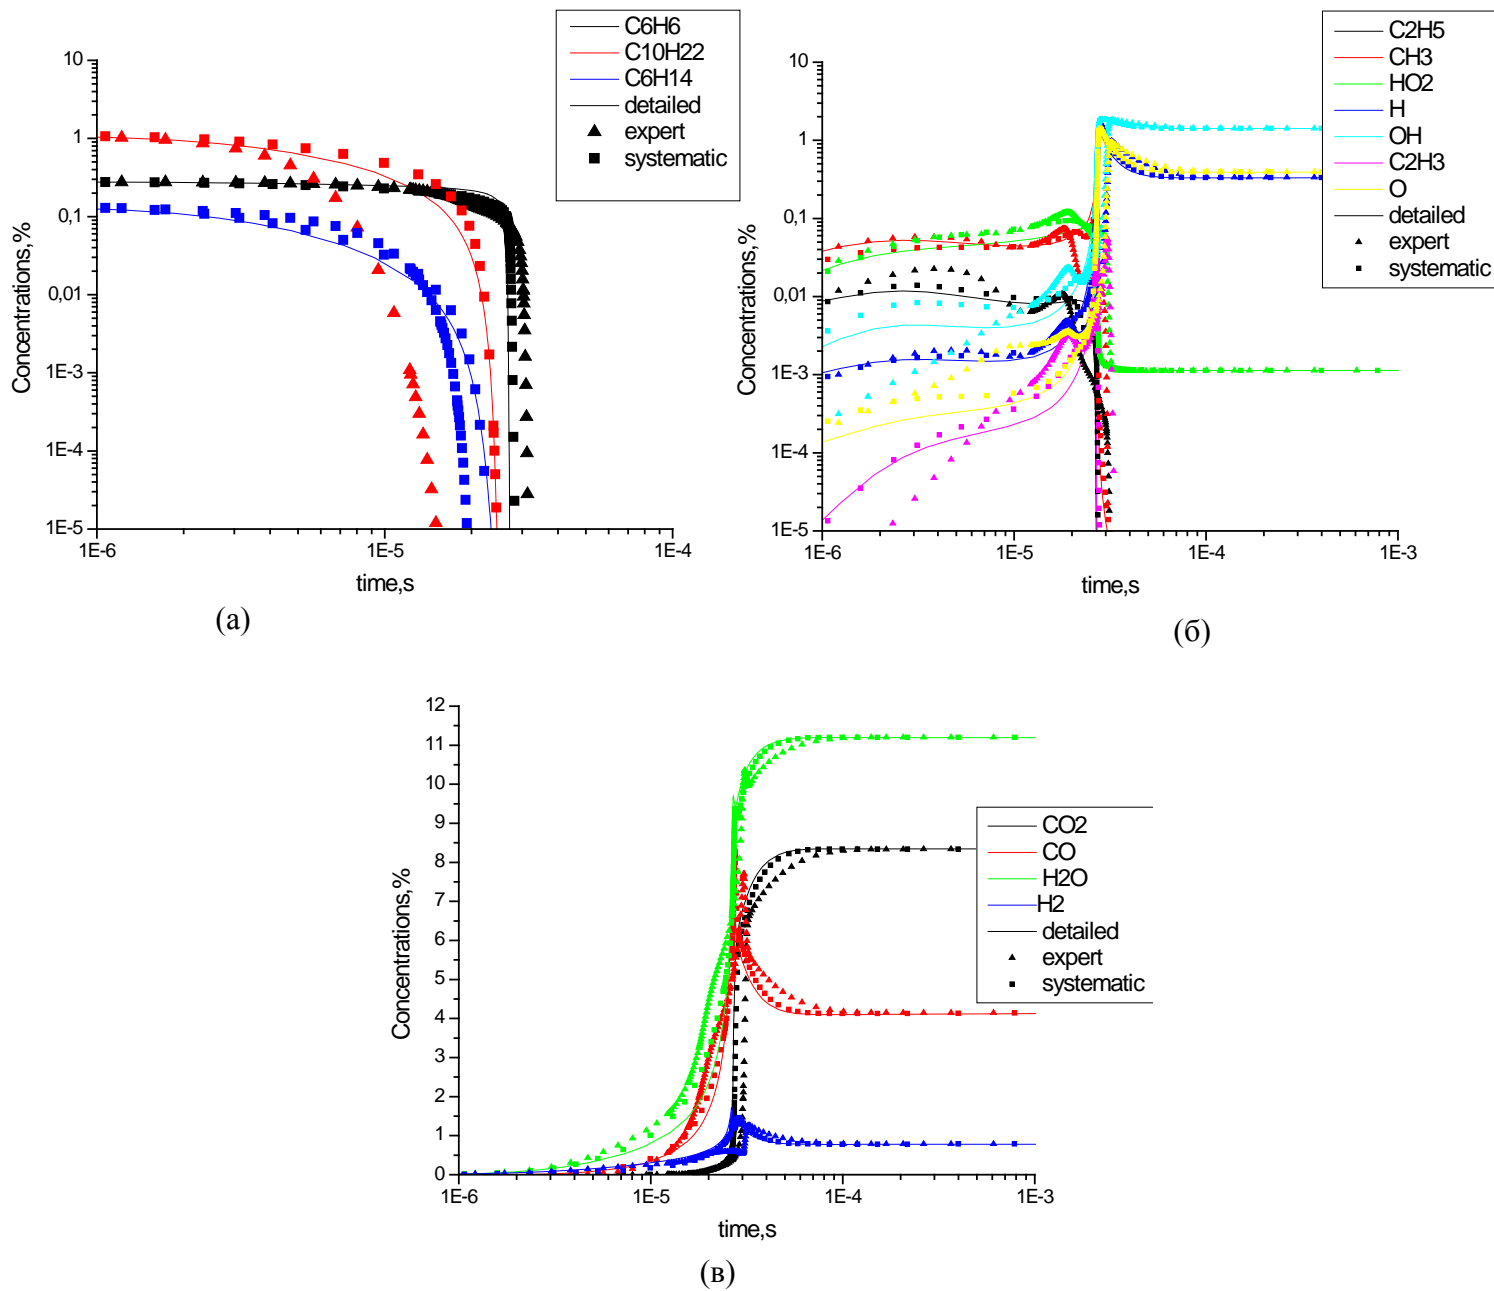 C6H6
C10H22
C6H14
detailed
expert
systematic
10
1
0,1
0,01
1E-3
1E-4
1E-5
Concentrations,%
1E-6
1E-5
1E-4
time,s
(а)
C2H5
CH3
HO2
H
OH
C2H3
O
detailed
expert
systematic
10
1
0,1
0,01
1E-3
1E-4
1E-5
Concentrations,%
1E-6
1E-5
1E-4
1E-3
time,s
(б)
12
11
10
9
8
7
6
5
4
3
2
1
0
Concentrations,%
CO2
CO
H2O
H2
detailed
expert
systematic
1E-6
1E-5
1E-4
1E-3
time,s
(в)